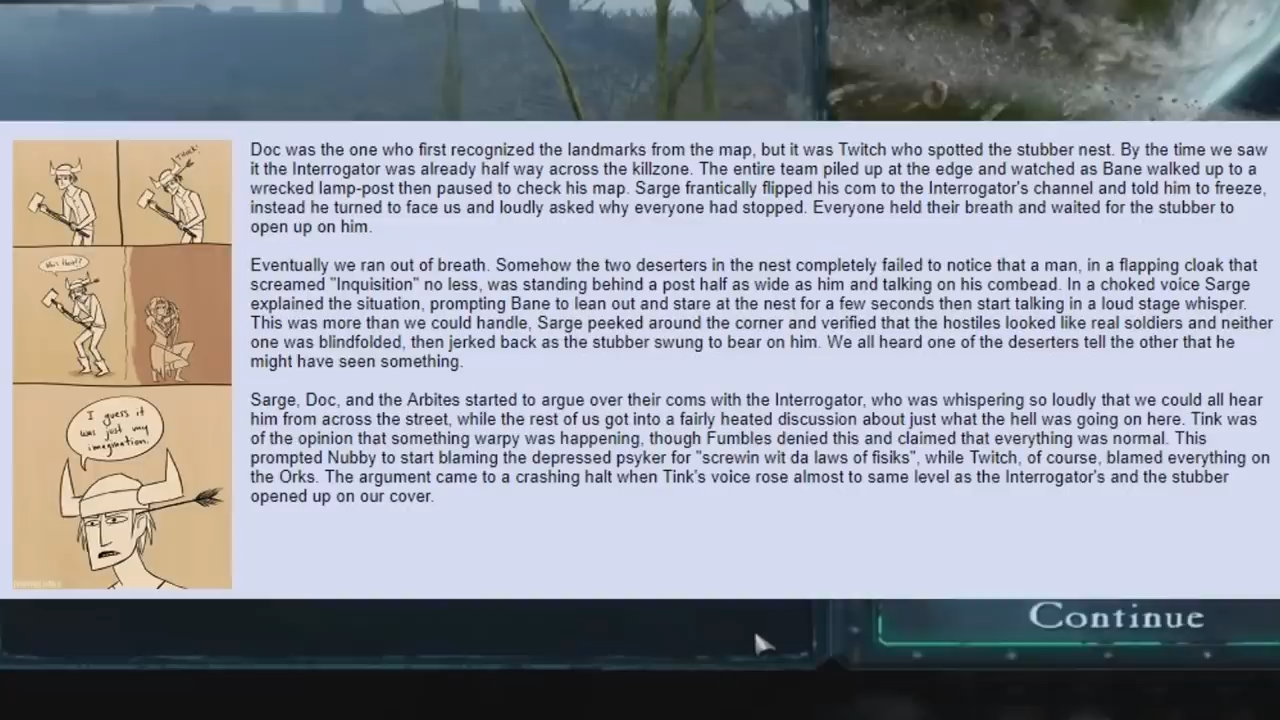 Thunk!
Who's there!?
I guess it
was just my
imagination.
Doc was the one who first recognized the landmarks from the map, but it was Twitch who spotted the stubber nest. By the time we saw
it the Interrogator was already half way across the killzone. The entire team piled up at the edge and watched as Bane walked up to a
wrecked lamp-post then paused to check his map. Sarge frantically flipped his com to the Interrogator's channel and told him to freeze,
instead he turned to face us and loudly asked why everyone had stopped. Everyone held their breath and waited for the stubber to
open up on him.
Eventually we ran out of breath. Somehow the two deserters in the nest completely failed to notice that a man, in a flapping cloak that
screamed "Inquisition" no less, was standing behind a post half as wide as him and talking on his combead. In a choked voice Sarge
explained the situation, prompting Bane to lean out and stare at the nest for a few seconds then start talking in a loud stage whisper.
This was more than we could handle, Sarge peeked around the corner and verified that the hostiles looked like real soldiers and neither
one was blindfolded, then jerked back as the stubber swung to bear on him. We all heard one of the deserters tell the other that he
might have seen something.
Sarge, Doc, and the Arbites started to argue over their coms with the Interrogator, who was whispering so loudly that we could all hear
him from across the street, while the rest of us got into a fairly heated discussion about just what the hell was going on here. Tink was
of the opinion that something warpy was happening, though Fumbles denied this and claimed that everything was normal. This
prompted Nubby to start blaming the depressed psyker for "screwin wit da laws of fisiks", while Twitch, of course, blamed everything on
the Orks. The argument came to a crashing halt when Tink's voice rose almost to same level as the Interrogator's and the stubber
opened up on our cover.
Continue